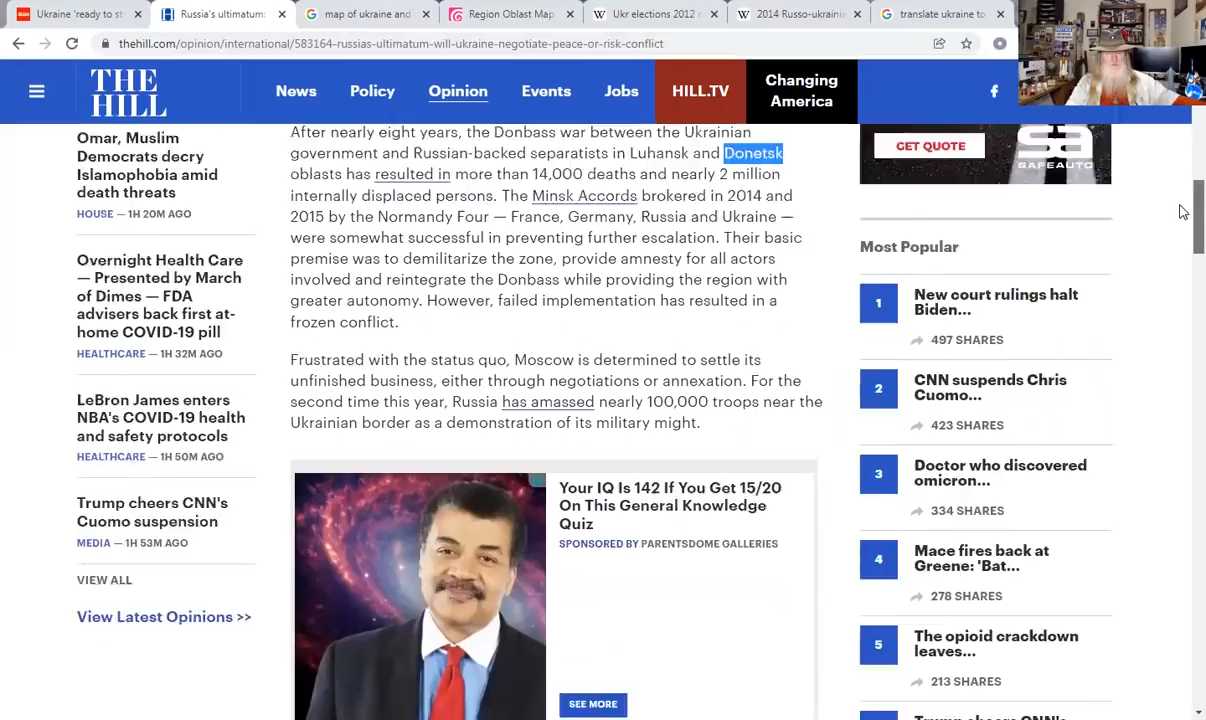 Ukraine 'ready to st
Russia's ultimatum:
map of ukraine and
Region Oblast Map
Ukr elections 2012
2014 Russo-ukrainie
translate ukraine to
thehill.com/opinion/international/583164-russias-ultimatum-will-ukraine-negotiate-peace-or-risk-conflict
THE
HILL
News
Policy
Opinion
Events
Jobs
HILL.TV
Changing
America
Omar, Muslim
Democrats decry
Islamophobia amid
death threats
HOUSE — 1H 20M AGO
Overnight Health Care
— Presented by March
of Dimes — FDA
advisers back first at-
home COVID-19 pill
HEALTHCARE — 1H 32M AGO
LeBron James enters
NBA's COVID-19 health
and safety protocols
HEALTHCARE — 1H 50M AGO
Trump cheers CNN's
Cuomo suspension
MEDIA — 1H 53M AGO
VIEW ALL
View Latest Opinions >>
After nearly eight years, the Donbass war between the Ukrainian
government and Russian-backed separatists in Luhansk and Donetsk
oblasts has resulted in more than 14,000 deaths and nearly 2 million
internally displaced persons. The Minsk Accords brokered in 2014 and
2015 by the Normandy Four — France, Germany, Russia and Ukraine —
were somewhat successful in preventing further escalation. Their basic
premise was to demilitarize the zone, provide amnesty for all actors
involved and reintegrate the Donbass while providing the region with
greater autonomy. However, failed implementation has resulted in a
frozen conflict.
Frustrated with the status quo, Moscow is determined to settle its
unfinished business, either through negotiations or annexation. For the
second time this year, Russia has amassed nearly 100,000 troops near the
Ukrainian border as a demonstration of its military might.
Your IQ Is 142 If You Get 15/20
On This General Knowledge
Quiz
SPONSORED BY PARENTSDOME GALLERIES
SEE MORE
GET QUOTE
SAFEAUTO
Most Popular
1
New court rulings halt
Biden...
497 SHARES
2
CNN suspends Chris
Cuomo...
423 SHARES
3
Doctor who discovered
omicron...
334 SHARES
4
Mace fires back at
Greene: 'Bat...
278 SHARES
5
The opioid crackdown
leaves...
213 SHARES
Trump cheers CNN's